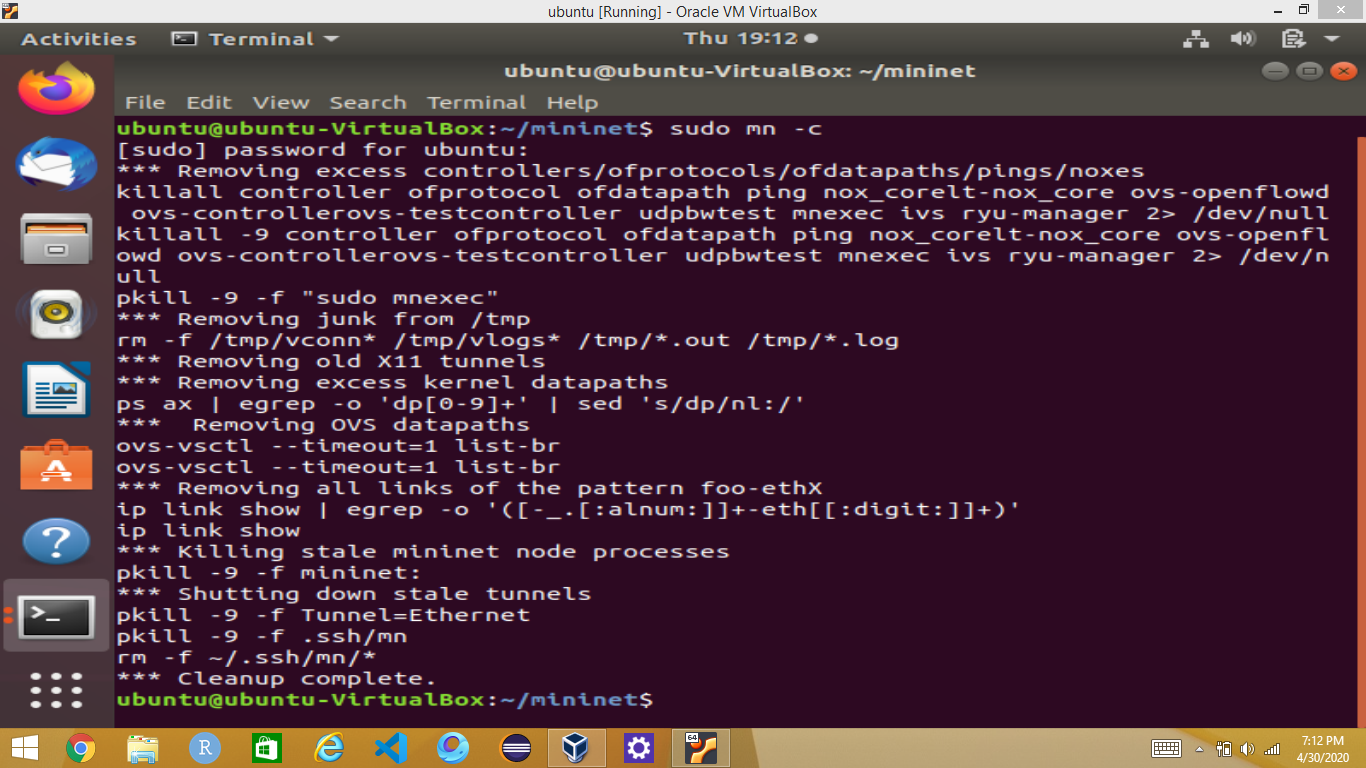 ubuntu [Running] - Oracle VM VirtualBox
Activities Terminal Thu 19:12
ubuntu@ubuntu-VirtualBox: ~/mininet
File Edit View Search Terminal Help
ubuntu@ubuntu-VirtualBox:~/mininet$ sudo mn -c
[sudo] password for ubuntu:
*** Removing excess controllers/ofprotocols/ofdatapaths/pings/noxes
killall controller ofprotocol ofdatapath ping nox_corelt-nox_core ovs-openflowd
 ovs-controllerovs-testcontroller udpbwtest mnexec ivs ryu-manager 2> /dev/null
killall -9 controller ofprotocol ofdatapath ping nox_corelt-nox_core ovs-openfl
owd ovs-controllerovs-testcontroller udpbwtest mnexec ivs ryu-manager 2> /dev/n
ull
pkill -9 -f "sudo mnexec"
*** Removing junk from /tmp
rm -f /tmp/vconn* /tmp/vlogs* /tmp/*.out /tmp/*.log
*** Removing old X11 tunnels
*** Removing excess kernel datapaths
ps ax | egrep -o 'dp[0-9]+' | sed 's/dp/nl:/'
***  Removing OVS datapaths
ovs-vsctl --timeout=1 list-br
ovs-vsctl --timeout=1 list-br
*** Removing all links of the pattern foo-ethX
ip link show | egrep -o '([-_.[:alnum:]]+-eth[[:digit:]]+)'
ip link show
*** Killing stale mininet node processes
pkill -9 -f mininet:
*** Shutting down stale tunnels
pkill -9 -f Tunnel=Ethernet
pkill -9 -f .ssh/mn
rm -f ~/.ssh/mn/*
*** Cleanup complete.
ubuntu@ubuntu-VirtualBox:~/mininet$
R
64
7:12 PM
4/30/2020